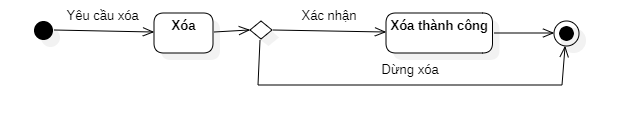 Yêu cầu xóa
Xóa
Xác nhận
Xóa thành công
Dừng xóa